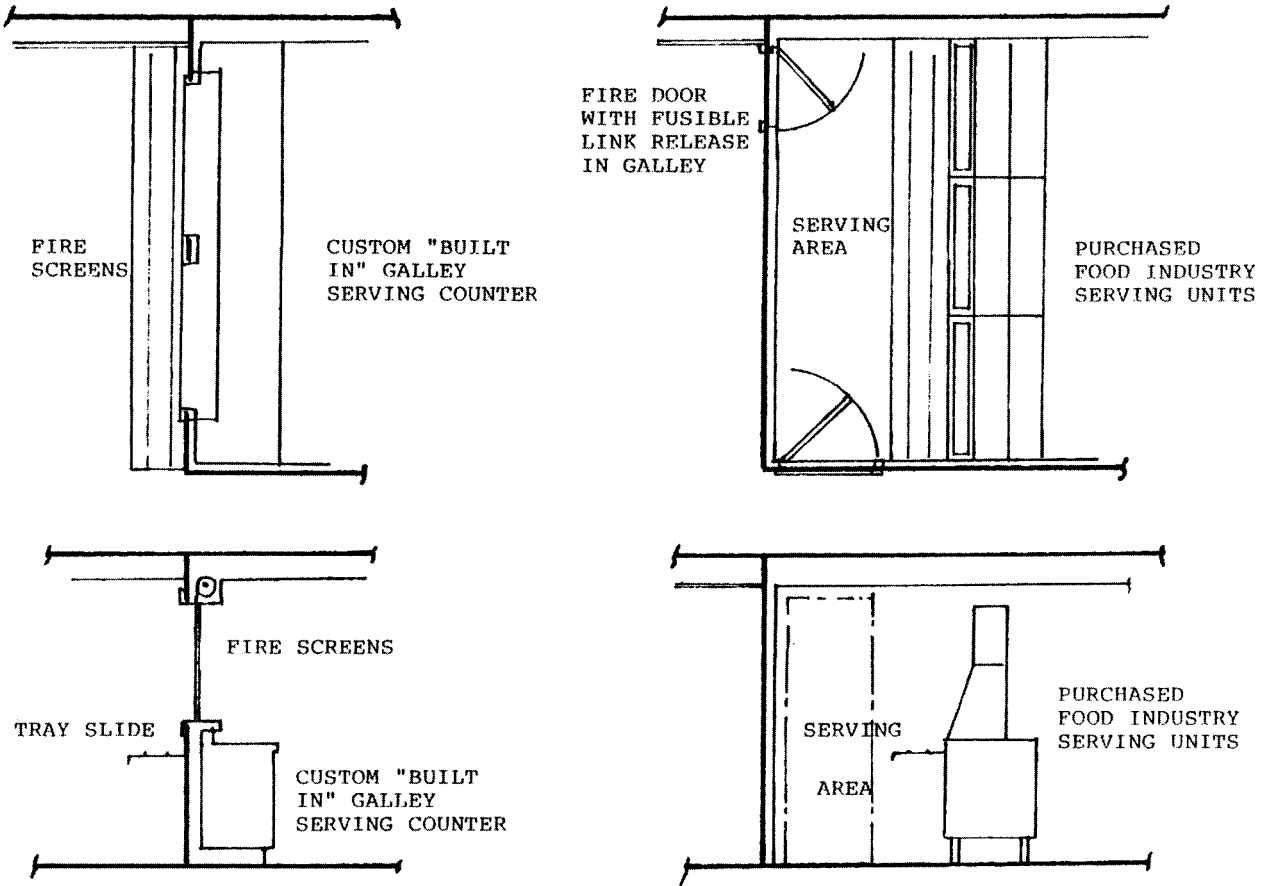 FIRE
SCREENS
CUSTOM "BUILT
IN" GALLEY
SERVING COUNTER
FIRE DOOR
WITH FUSIBLE
LINK RELEASE
IN GALLEY
SERVING
AREA
PURCHASED
FOOD INDUSTRY
SERVING UNITS
FIRE SCREENS
TRAY SLIDE
CUSTOM "BUILT
IN" GALLEY
SERVING COUNTER
SERVING
AREA
PURCHASED
FOOD INDUSTRY
SERVING UNITS